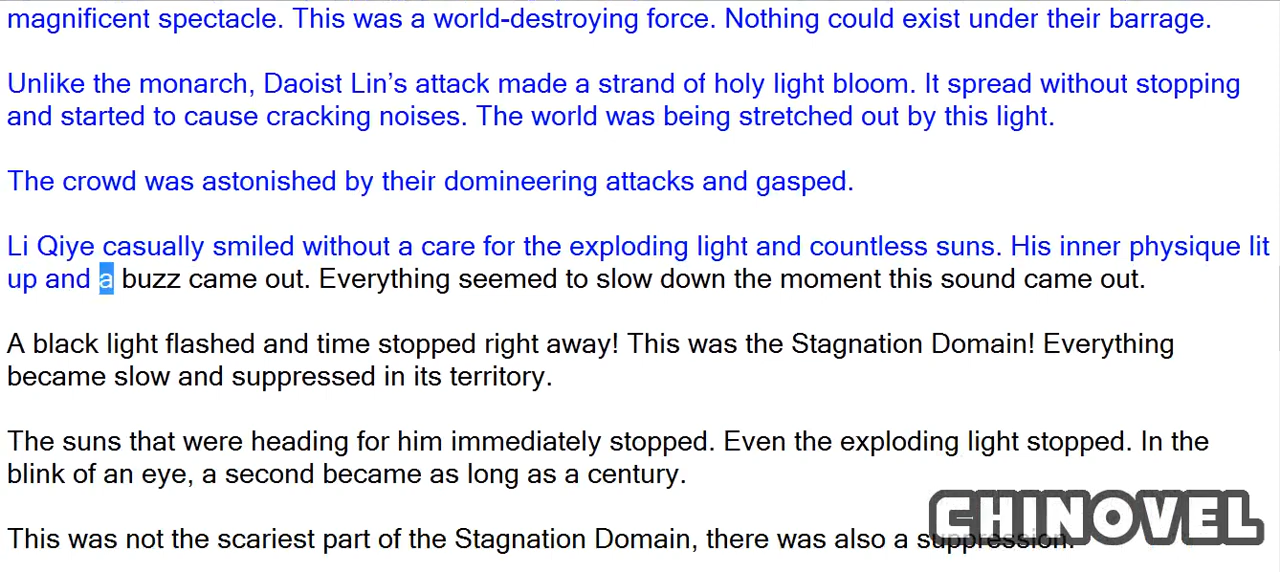 magnificent spectacle. This was a world-destroying force. Nothing could exist under their barrage.
Unlike the monarch, Daoist Lin’s attack made a strand of holy light bloom. It spread without stopping
and started to cause cracking noises. The world was being stretched out by this light.
The crowd was astonished by their domineering attacks and gasped.
Li Qiye casually smiled without a care for the exploding light and countless suns. His inner physique lit
up and a buzz came out. Everything seemed to slow down the moment this sound came out.
A black light flashed and time stopped right away! This was the Stagnation Domain! Everything
became slow and suppressed in its territory.
The suns that were heading for him immediately stopped. Even the exploding light stopped. In the
blink of an eye, a second became as long as a century.
This was not the scariest part of the Stagnation Domain, there was also a suppression.
CHINOVEL